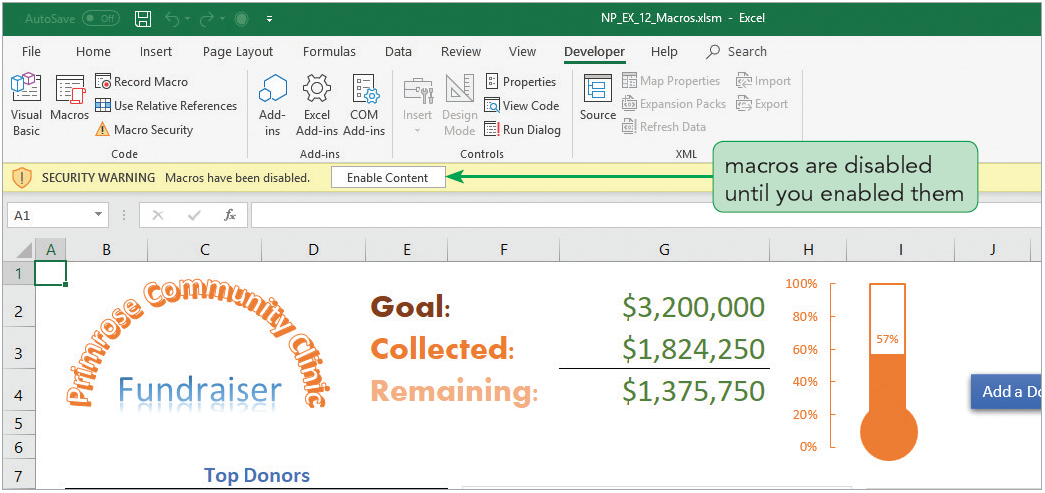 AutoSave Off NP_EX_12_Macros.xlsm - Excel
File Home Insert Page Layout Formulas Data Review View Developer Help Search
Visual Basic
Macros
Record Macro
Use Relative References
Macro Security
Code
Add-ins
Excel Add-ins
COM Add-ins
Add-ins
Insert
Design Mode
Properties
View Code
Run Dialog
Controls
Source
Map Properties
Expansion Packs
Refresh Data
Import
Export
XML
SECURITY WARNING Macros have been disabled. Enable Content
macros are disabled
until you enabled them
A1 fx
A B C D E F G H I J
1
2
3
4
5
6
7
Primrose Community Clinic
Fundraiser
Goal: $3,200,000
Collected: $1,824,250
Remaining: $1,375,750
100%
80%
60%
40%
20%
0%
57%
Add a Do
Top Donors